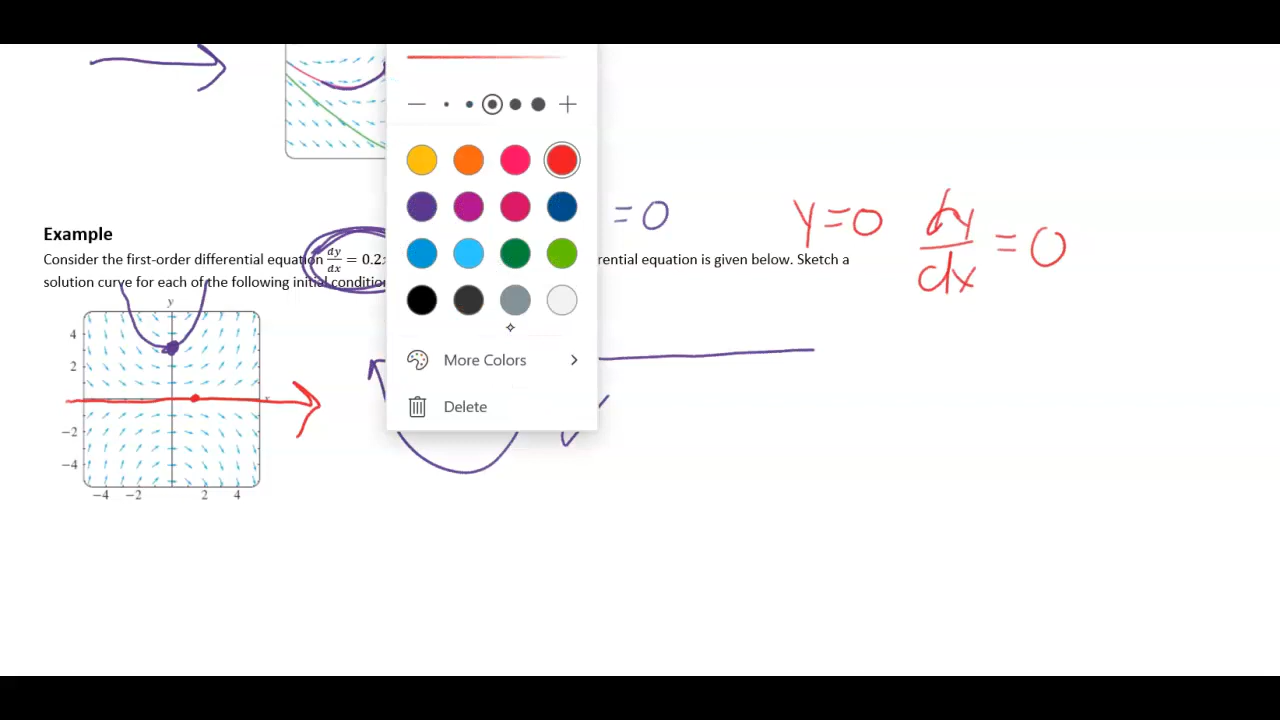 = 0
y = 0 dy/dx = 0
Example
Consider the first-order differential equation dy/dx = 0.2 rential equation is given below. Sketch a
solution curve for each of the following initial conditio
y
4
2
x
−2
−4
−4 −2 2 4
More Colors
Delete